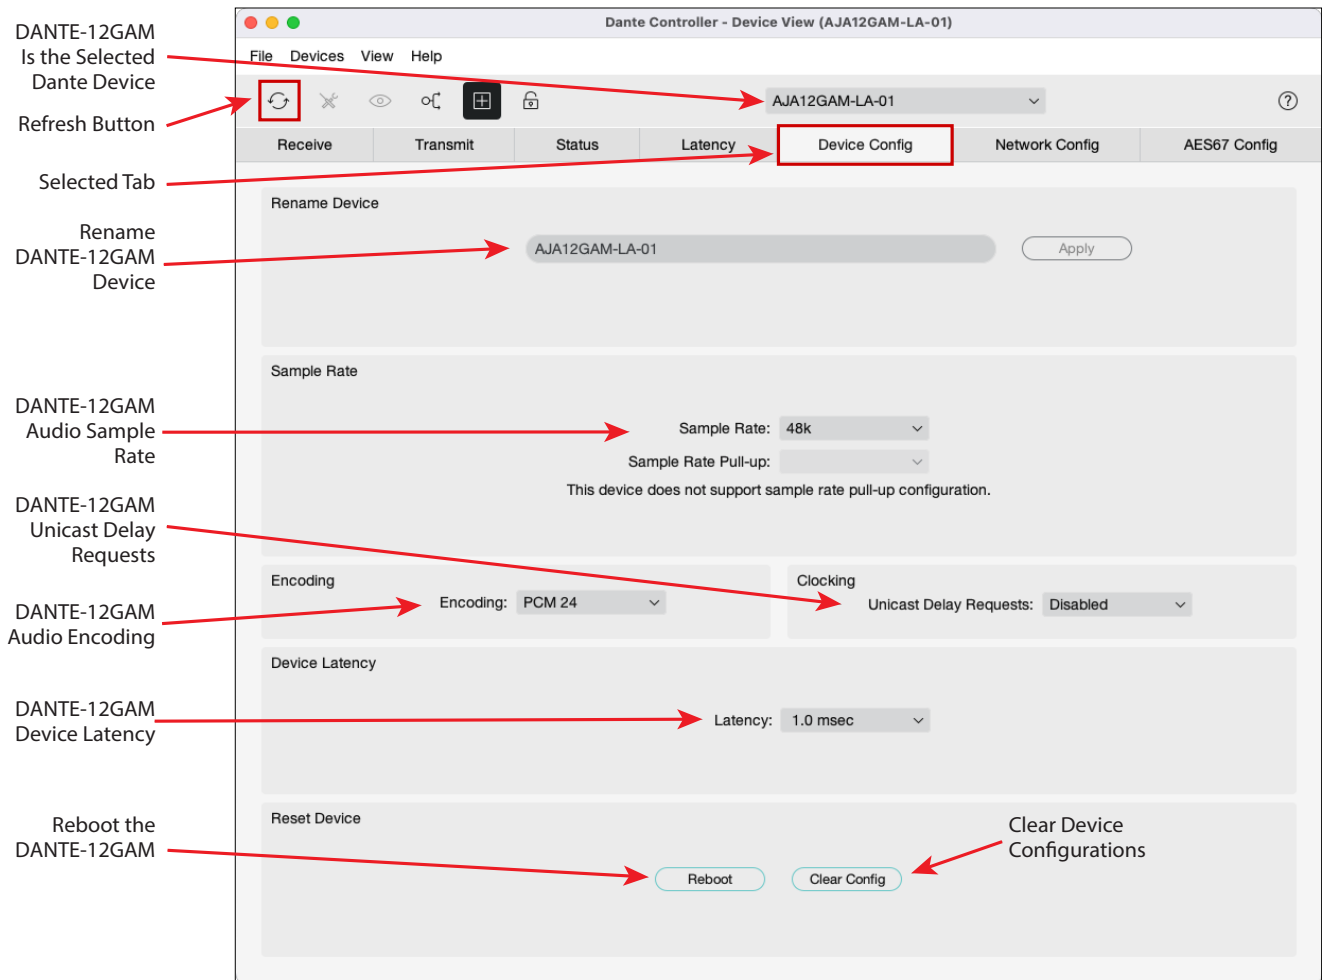 DANTE-12GAM
Is the Selected
Dante Device
Refresh Button
Selected Tab
Rename
DANTE-12GAM
Device
DANTE-12GAM
Audio Sample
Rate
DANTE-12GAM
Unicast Delay
Requests
DANTE-12GAM
Audio Encoding
DANTE-12GAM
Device Latency
Reboot the
DANTE-12GAM
Dante Controller - Device View (AJA12GAM-LA-01)
File Devices View Help
AJA12GAM-LA-01
Receive Transmit Status Latency Device Config Network Config AES67 Config
Rename Device
AJA12GAM-LA-01 Apply
Sample Rate
Sample Rate: 48k
Sample Rate Pull-up:
This device does not support sample rate pull-up configuration.
Encoding
Encoding: PCM 24
Clocking
Unicast Delay Requests: Disabled
Device Latency
Latency: 1.0 msec
Reset Device
Clear Device
Configurations
Reboot Clear Config